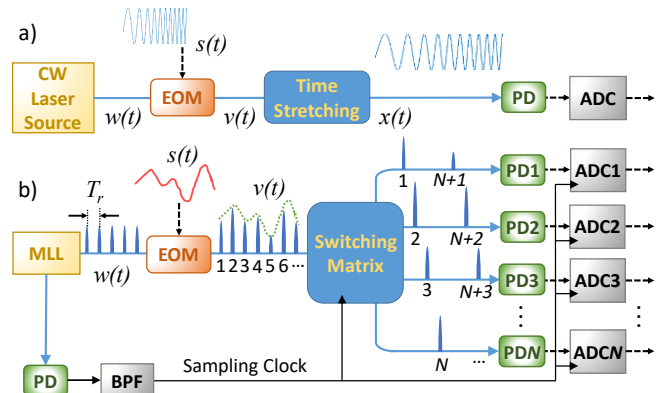 a)
s(t)
CW
Laser
Source
w(t)
EOM
v(t)
Time
Stretching
x(t)
PD
ADC
b)
T_r
s(t)
v(t)
MLL
w(t)
EOM
1 2 3 4 5 6 ...
Switching
Matrix
1
N+1
PD1
ADC1
2
N+2
PD2
ADC2
3
N+3
PD3
ADC3
N
...
PDN
ADCN
PD
BPF
Sampling Clock